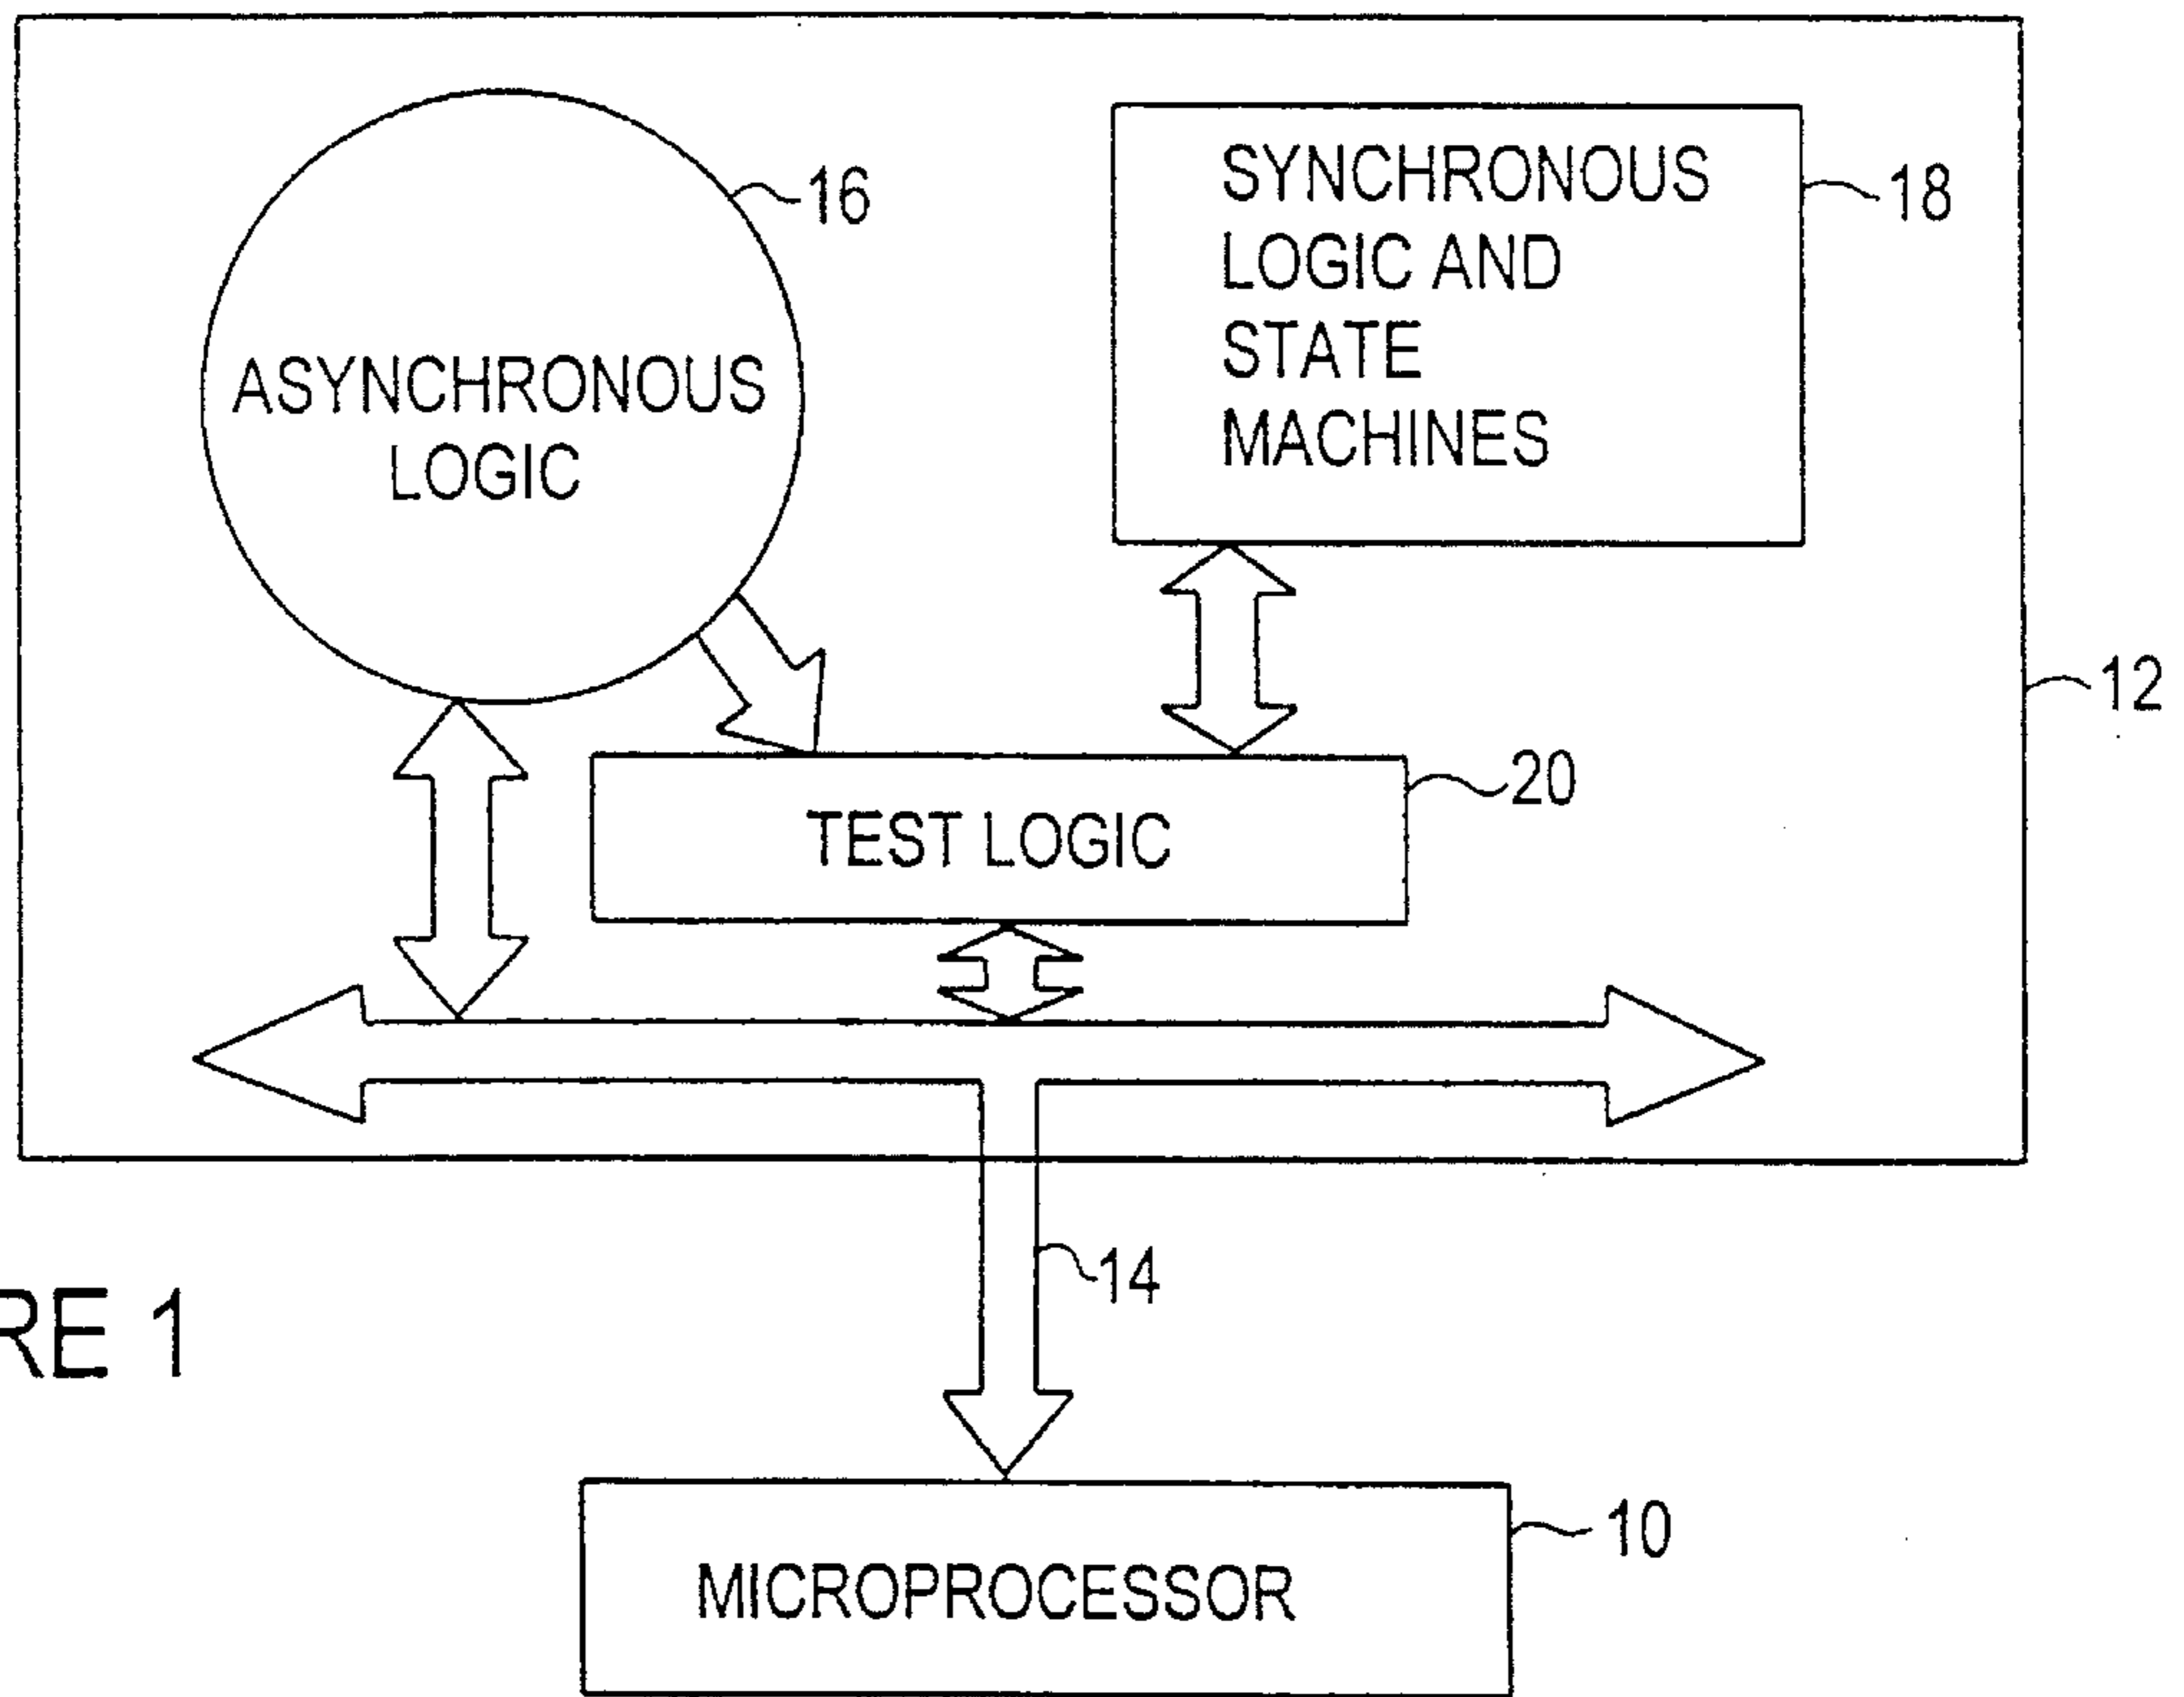 16
SYNCHRONOUS
LOGIC AND
STATE
MACHINES
18
ASYNCHRONOUS
LOGIC
12
20
TEST LOGIC
14
RE 1
10
MICROPROCESSOR